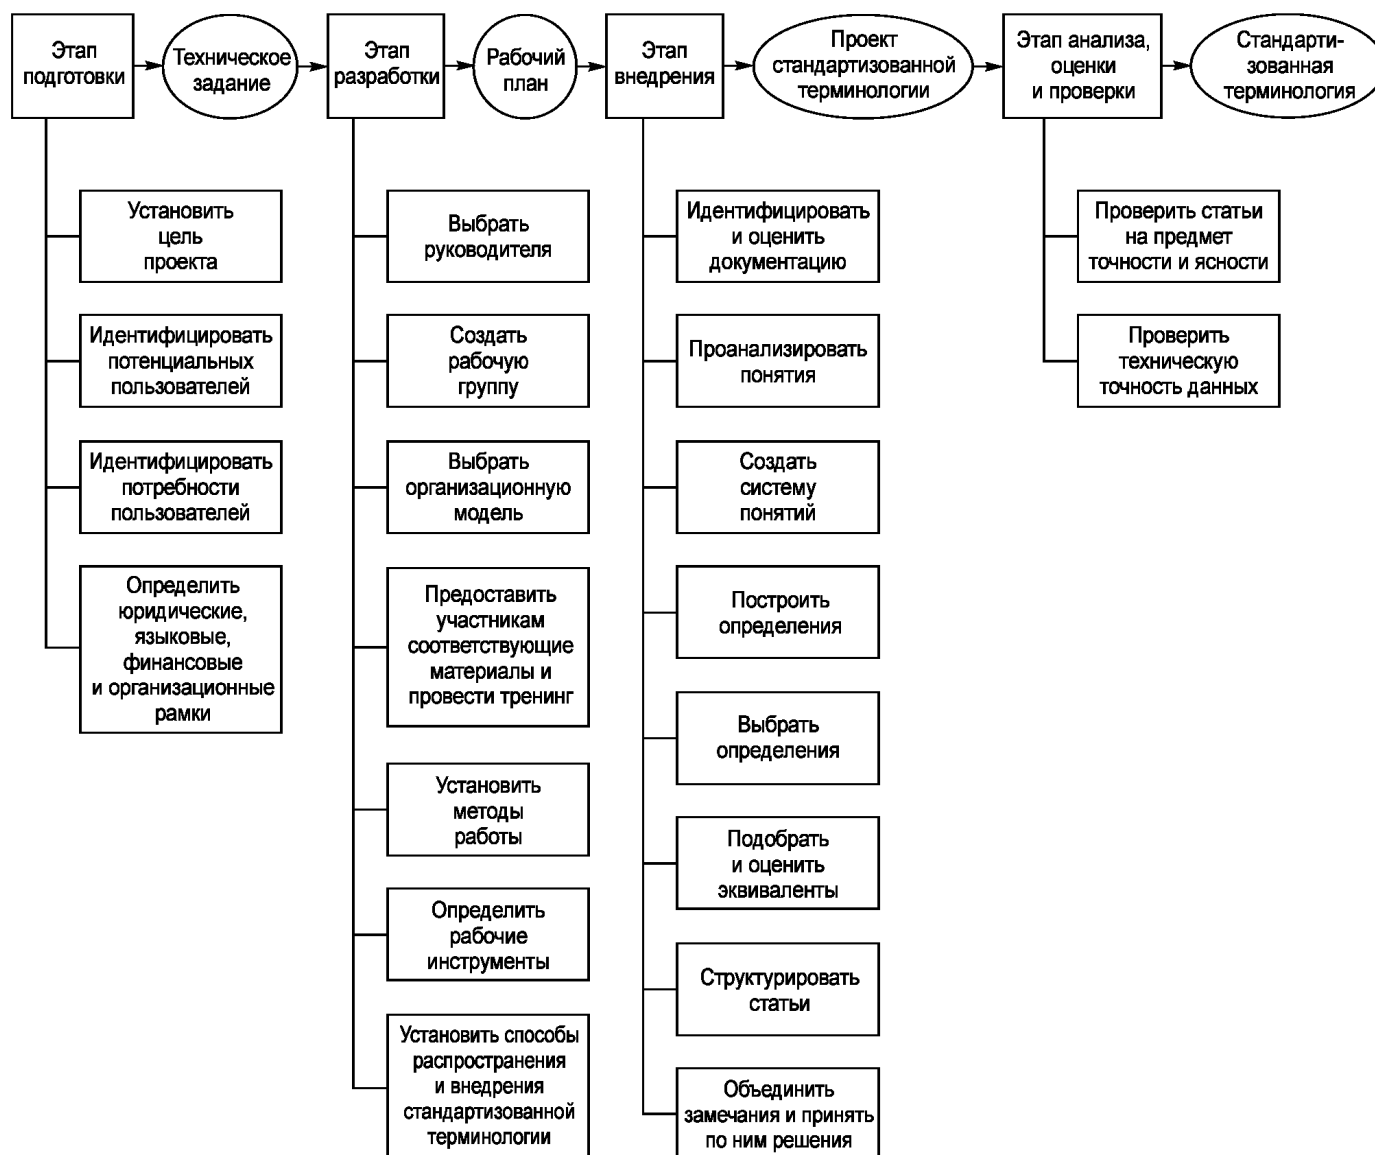 Этап
подготовки
Техническое
задание
Этап
разработки
Рабочий
план
Этап
внедрения
Проект
стандартизованной
терминологии
Этап анализа,
оценки
и проверки
Стандарти-
зованная
терминология
Установить
цель
проекта
Идентифицировать
потенциальных
пользователей
Идентифицировать
потребности
пользователей
Определить
юридические,
языковые,
финансовые
и организационные
рамки
Выбрать
руководителя
Создать
рабочую
группу
Выбрать
организационную
модель
Предоставить
участникам
соответствующие
материалы и
провести тренинг
Установить
методы
работы
Определить
рабочие
инструменты
Установить способы
распространения
и внедрения
стандартизованной
терминологии
Идентифицировать
и оценить
документацию
Проанализировать
понятия
Создать
систему
понятий
Построить
определения
Выбрать
определения
Подобрать
и оценить
эквиваленты
Структурировать
статьи
Объединить
замечания и принять
по ним решения
Проверить статьи
на предмет
точности и ясности
Проверить
техническую
точность данных